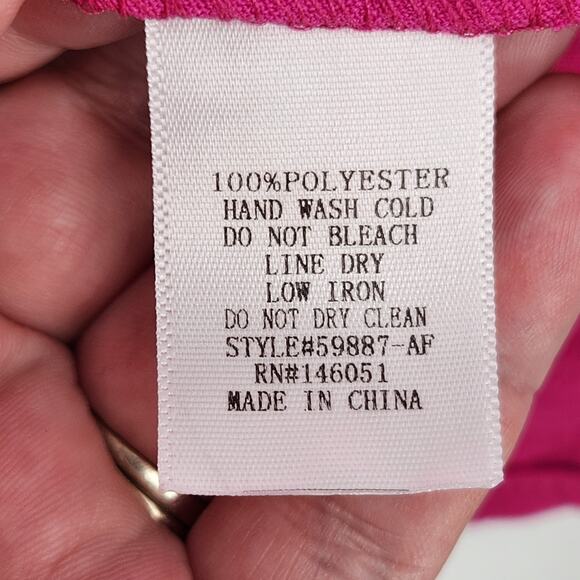 100%POLYESTER
HAND WASH COLD
DO NOT BLEACH
LINE DRY
LOW IRON
DO NOT DRY CLEAN
STYLE#59887-AF
RN#146051
MADE IN CHINA